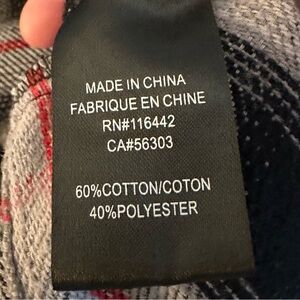 MADE IN CHINA
FABRIQUE EN CHINE
RN#116442
CA#56303
60%COTTON/COTON
40%POLYESTER